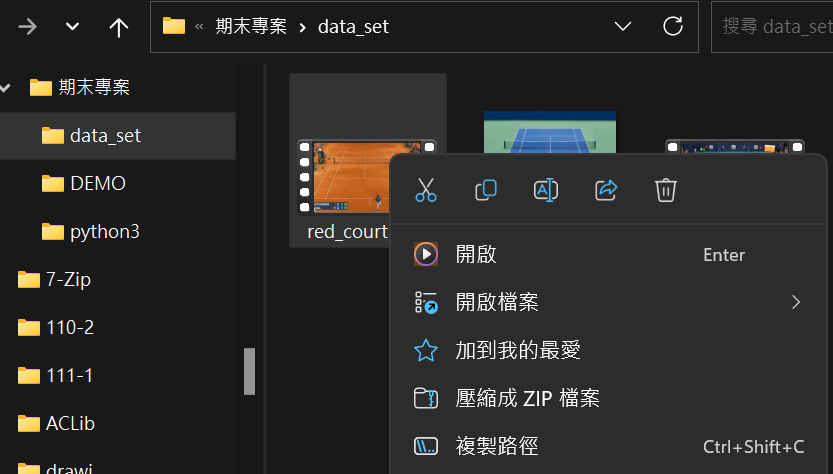 « 期末專案 > data_set
搜尋 data_set
期末專案
data_set
DEMO
python3
7-Zip
110-2
111-1
ACLib
drawi
red_court
開啟 Enter
開啟檔案
加到我的最愛
壓縮成 ZIP 檔案
複製路徑 Ctrl+Shift+C